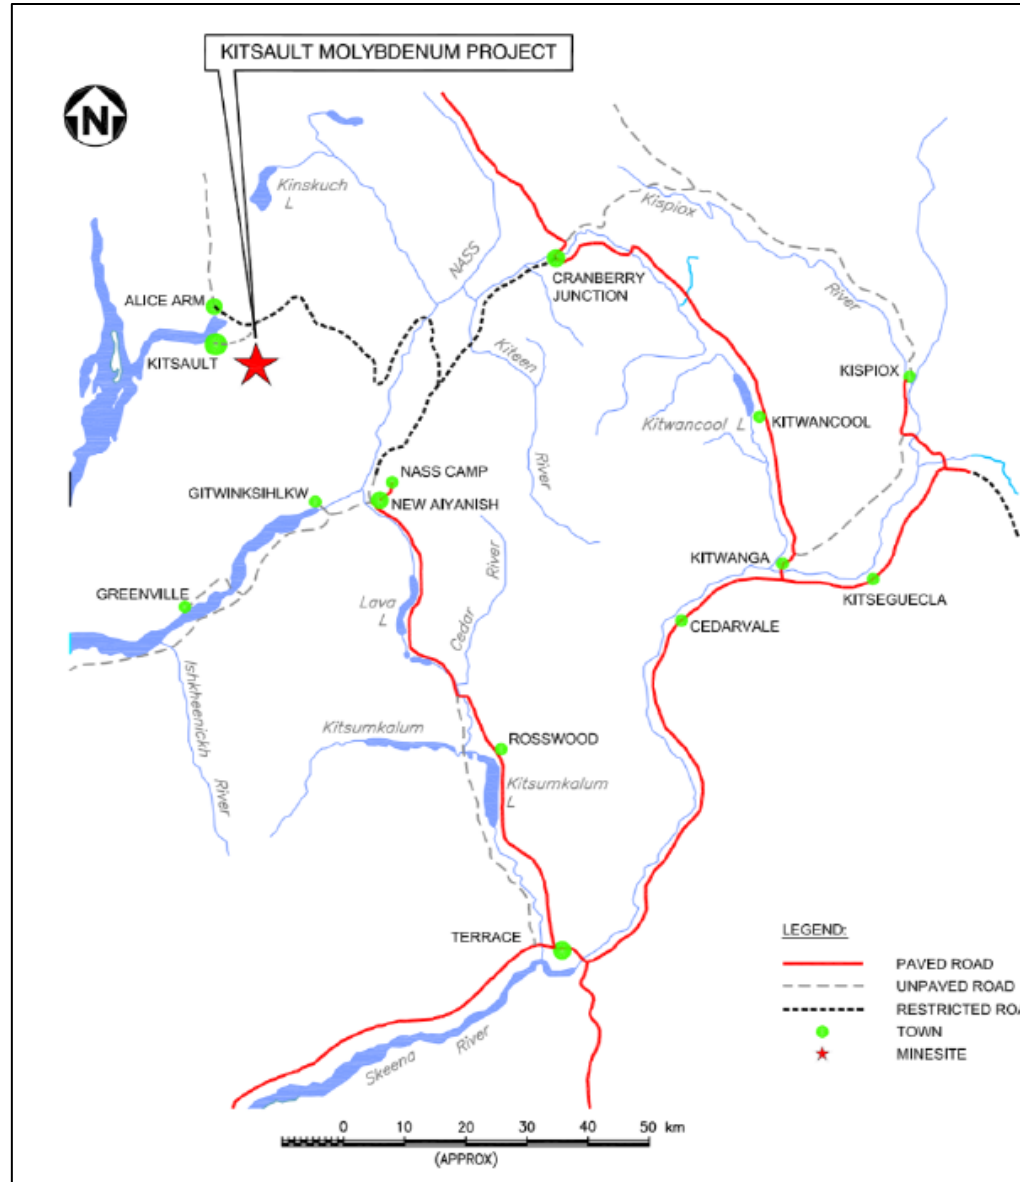 KITSAULT MOLYBDENUM PROJECT
N
Kinskuch
L
NASS
Kispiox
River
ALICE ARM
CRANBERRY
JUNCTION
KITSAULT
Kiteen
River
KISPIOX
KITWANCOOL
Kitwancool L
NASS CAMP
GITWINKSIHLKW
NEW AIYANISH
KITWANGA
GREENVILLE
Lava
L
Cedar
River
KITSEGUECLA
CEDARVALE
Ishkheenickh
River
Kitsumkalum
ROSSWOOD
Kitsumkalum
L
TERRACE
LEGEND:
PAVED ROAD
UNPAVED ROAD
RESTRICTED ROA
TOWN
MINESITE
Skeena
River
0 10 20 30 40 50 km
(APPROX)